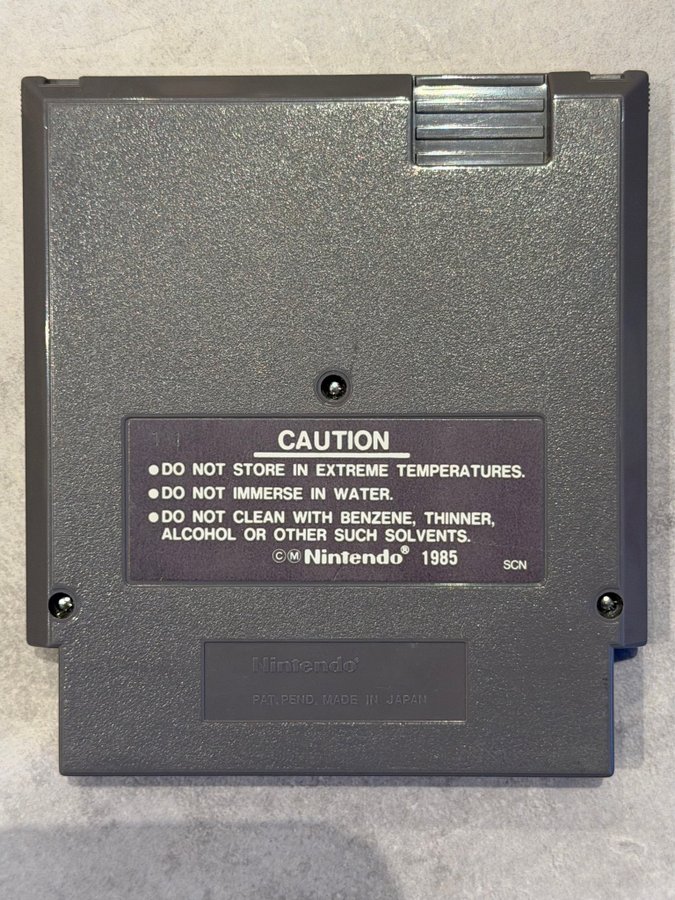 CAUTION
●DO NOT STORE IN EXTREME TEMPERATURES.
●DO NOT IMMERSE IN WATER.
●DO NOT CLEAN WITH BENZENE, THINNER,
ALCOHOL OR OTHER SUCH SOLVENTS.
©Ⓜ Nintendo® 1985
SCN
Nintendo®
PAT. PEND. MADE IN JAPAN